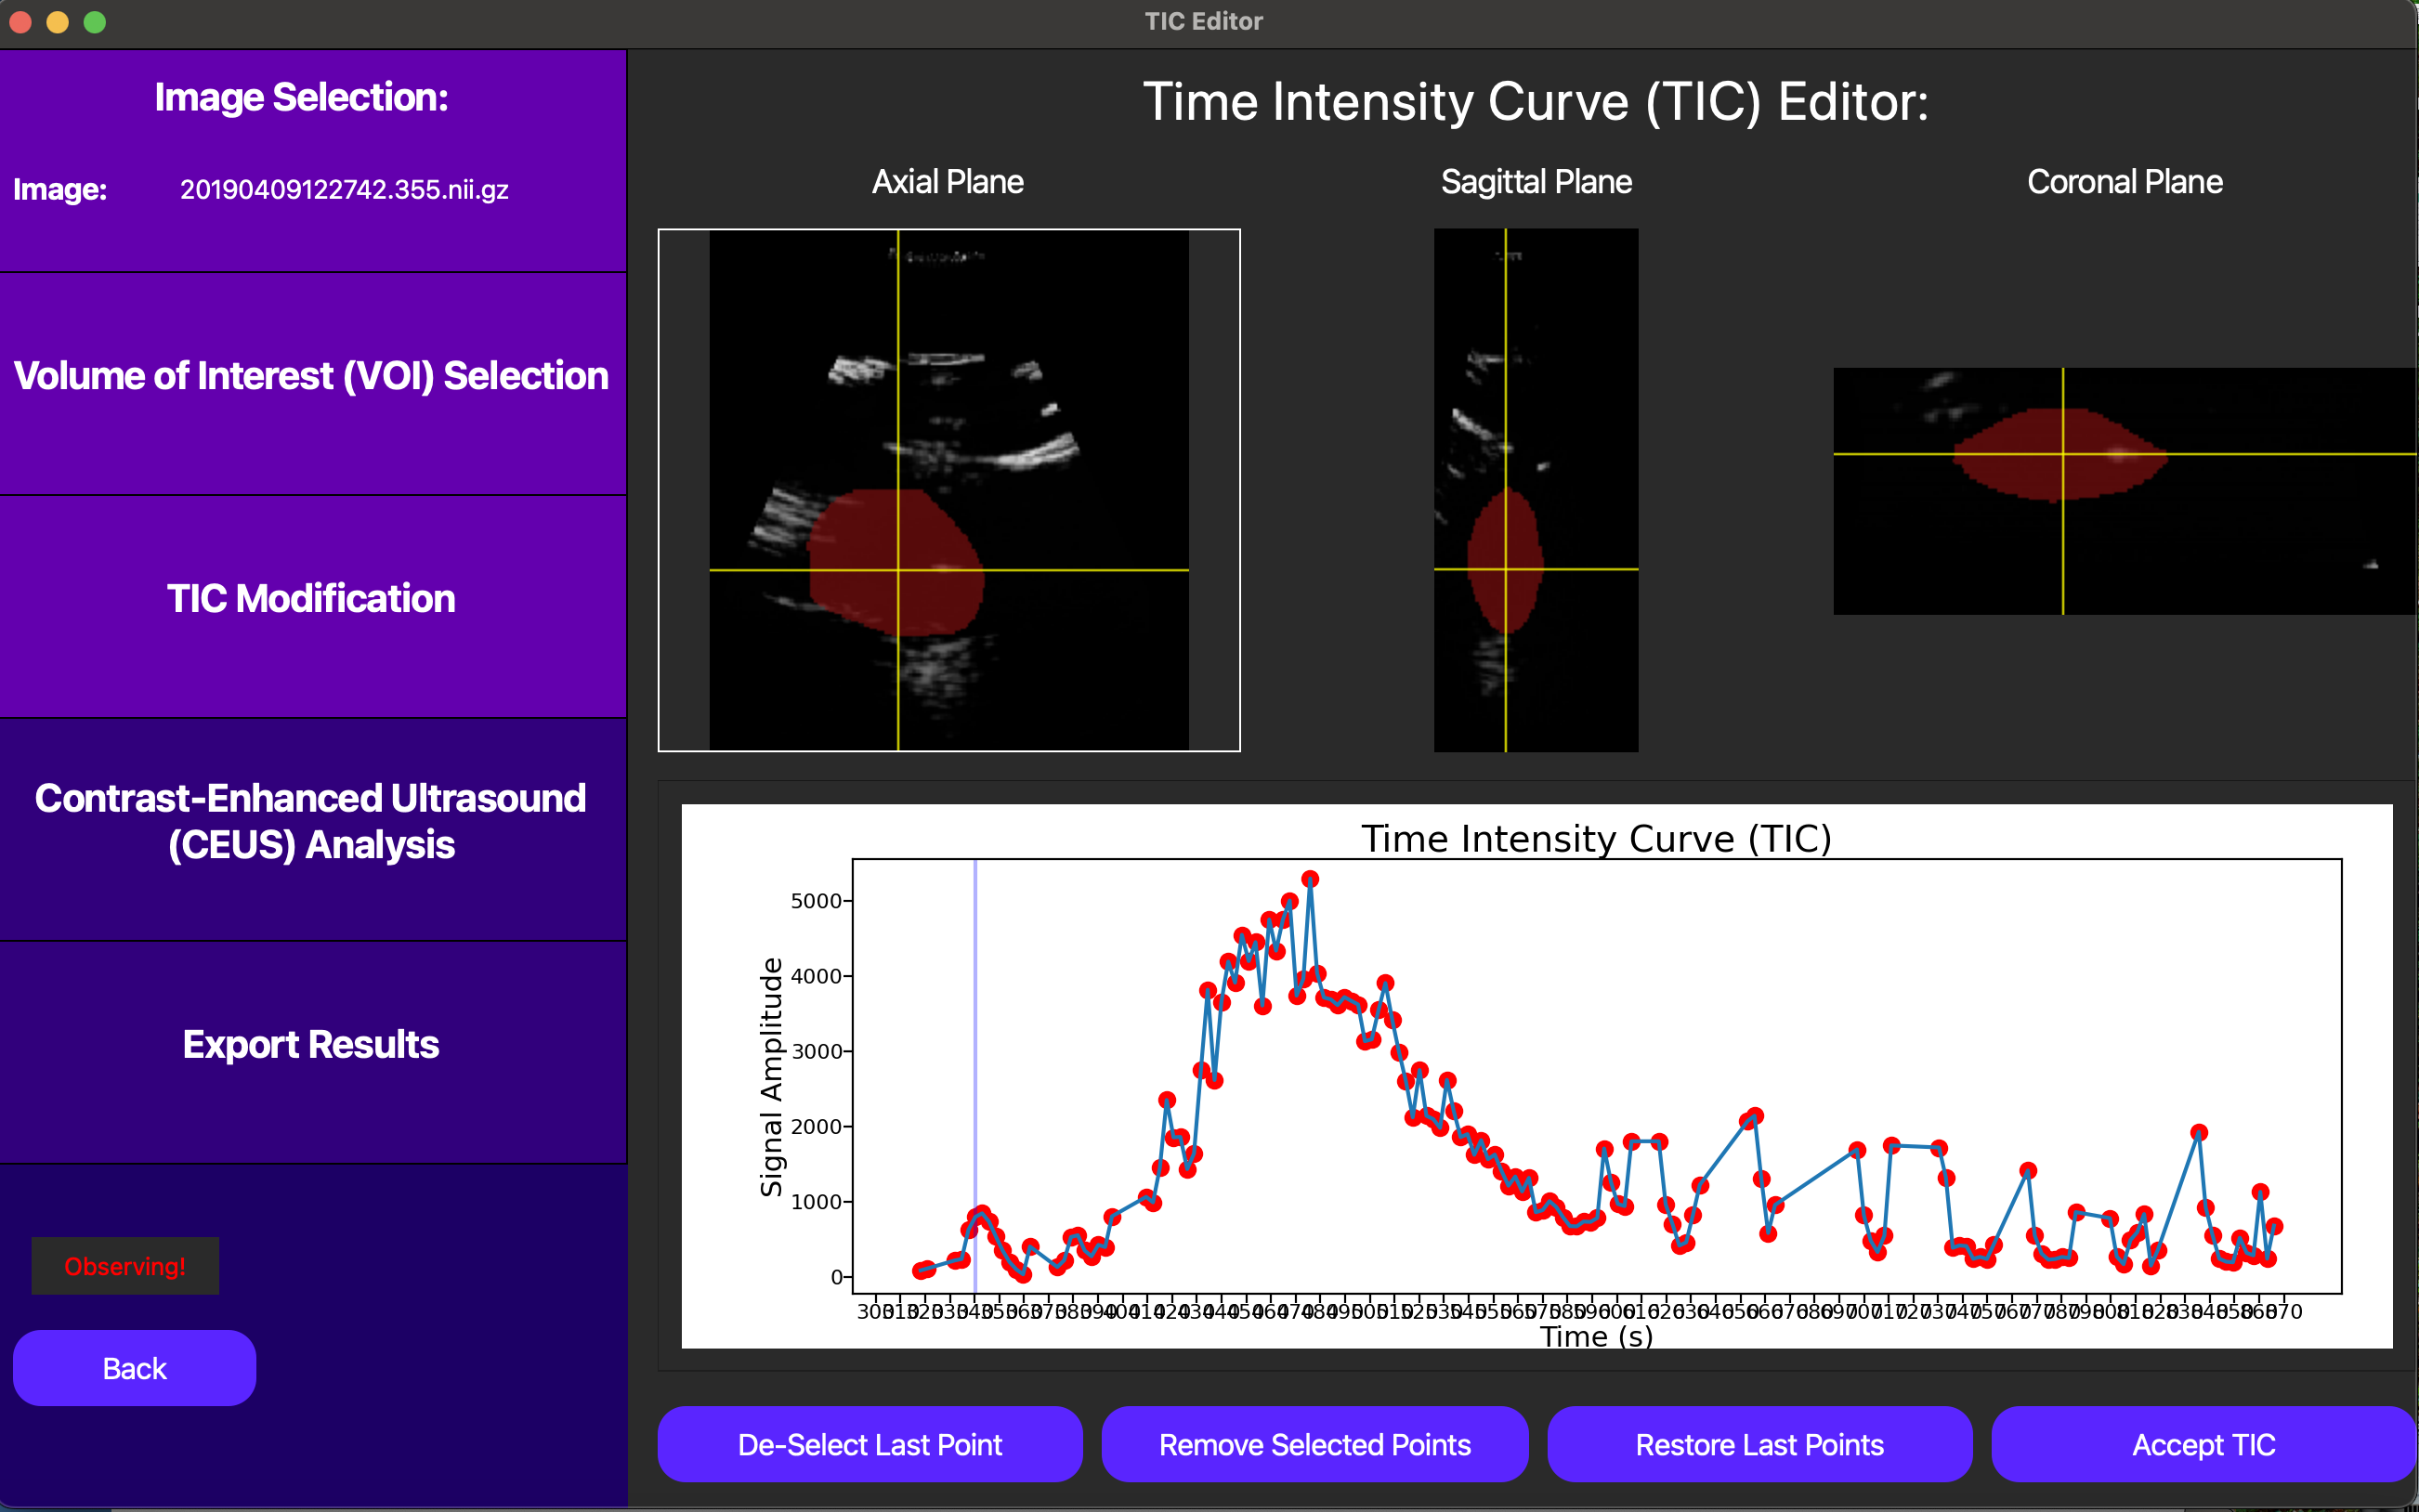 TIC Editor
Image Selection:
Image: 20190409122742.355.nii.gz
Volume of Interest (VOI) Selection
TIC Modification
Contrast-Enhanced Ultrasound
(CEUS) Analysis
Export Results
Observing!
Back
Time Intensity Curve (TIC) Editor:
Axial Plane
Sagittal Plane
Coronal Plane
Time Intensity Curve (TIC)
Signal Amplitude
5000
4000
3000
2000
1000
0
Time (s)
De-Select Last Point
Remove Selected Points
Restore Last Points
Accept TIC